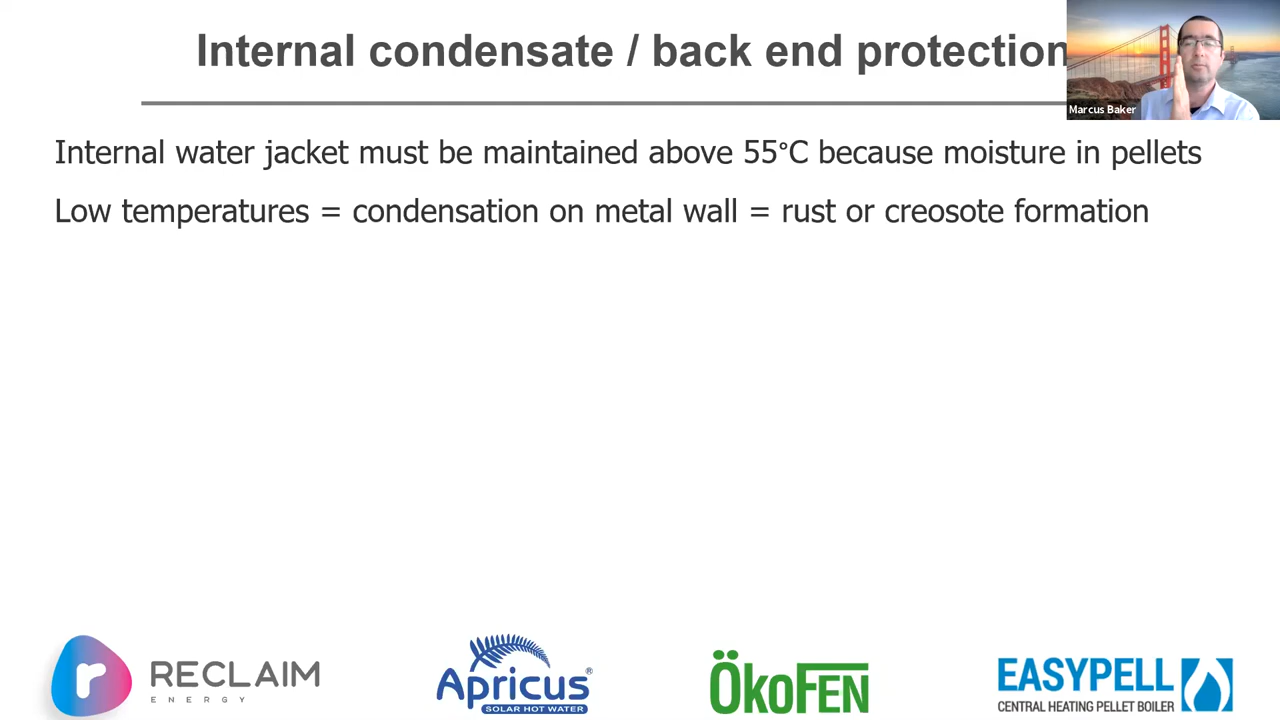 Internal condensate / back end protection
Marcus Baker
Internal water jacket must be maintained above 55°C because moisture in pellets
Low temperatures = condensation on metal wall = rust or creosote formation
r RECLAIM
ENERGY
Apricus®
SOLAR HOT WATER
ÖkoFEN
EASYPELL
CENTRAL HEATING PELLET BOILER